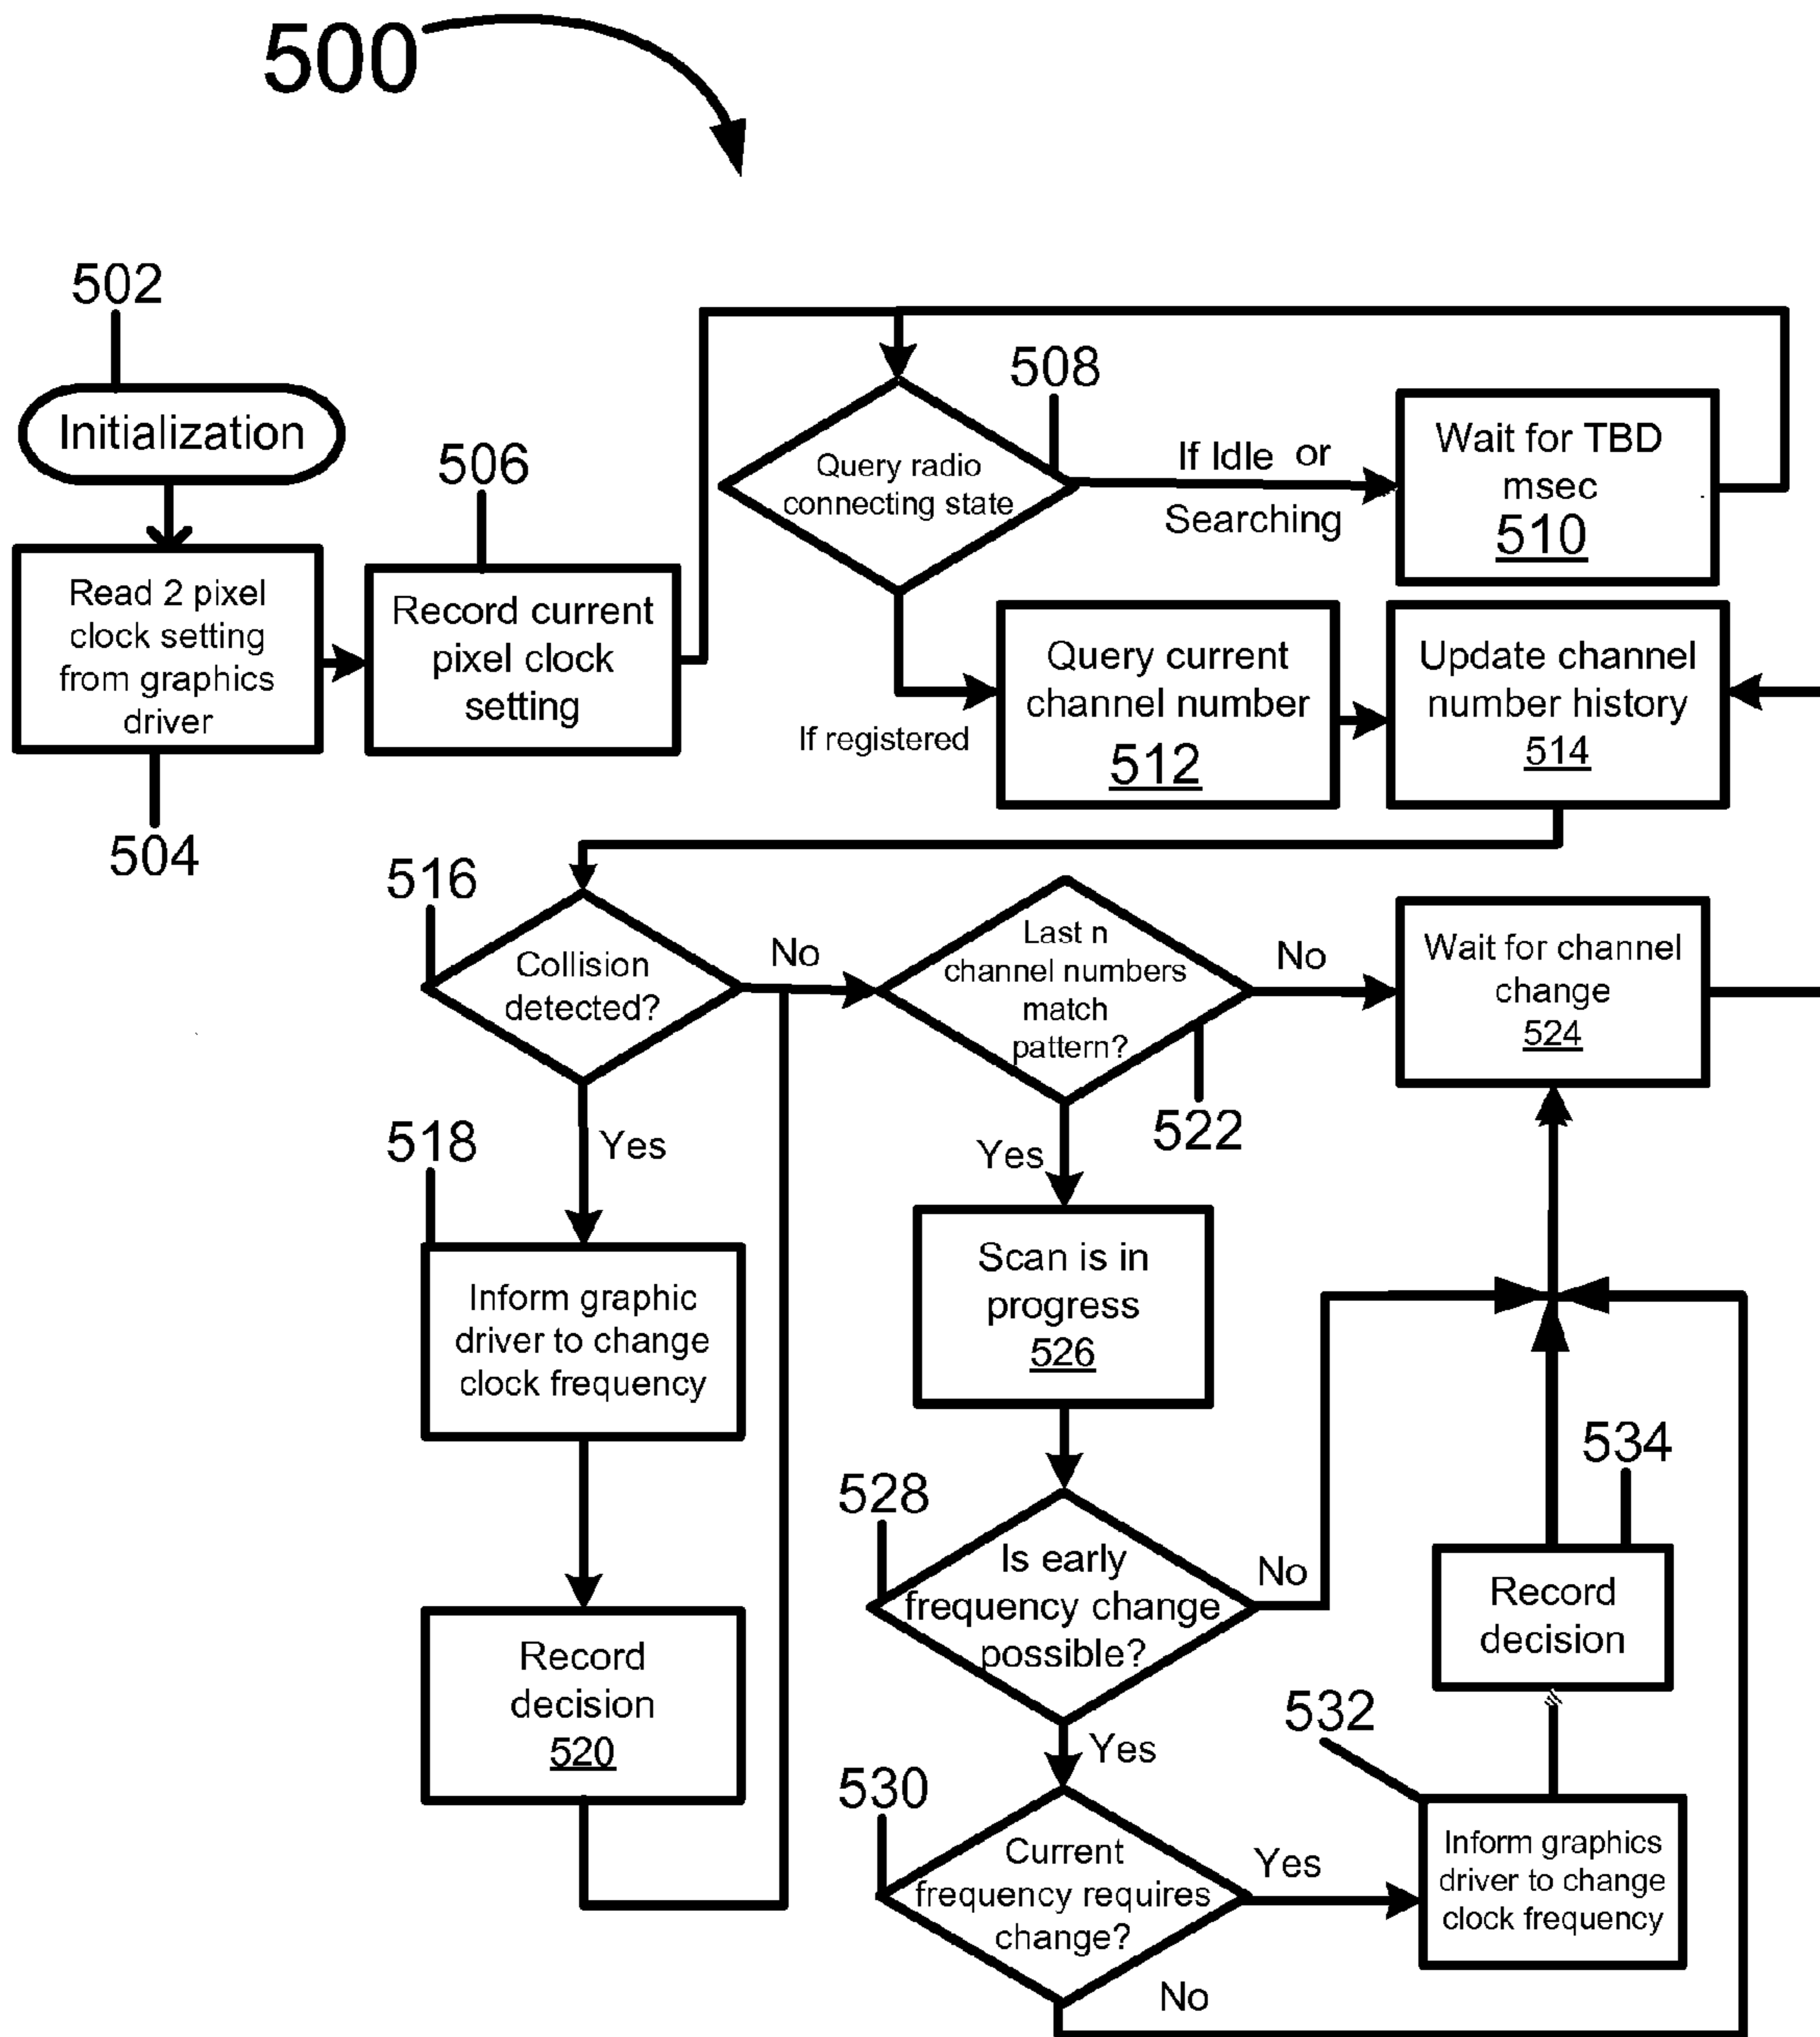 500
502
Initialization
Read 2 pixel
clock setting
from graphics
driver
504
506
Record current
pixel clock
setting
508
Query radio
connecting state
If Idle or
Searching
Wait for TBD
msec
510
If registered
Query current
channel number
512
Update channel
number history
514
516
Collision
detected?
No
Yes
Last n
channel numbers
match
pattern?
522
No
Yes
Wait for channel
change
524
518
Inform graphic
driver to change
clock frequency
Record
decision
520
Scan is in
progress
526
528
Is early
frequency change
possible?
No
Yes
530
Current
frequency requires
change?
Yes
No
532
Inform graphics
driver to change
clock frequency
534
Record
decision